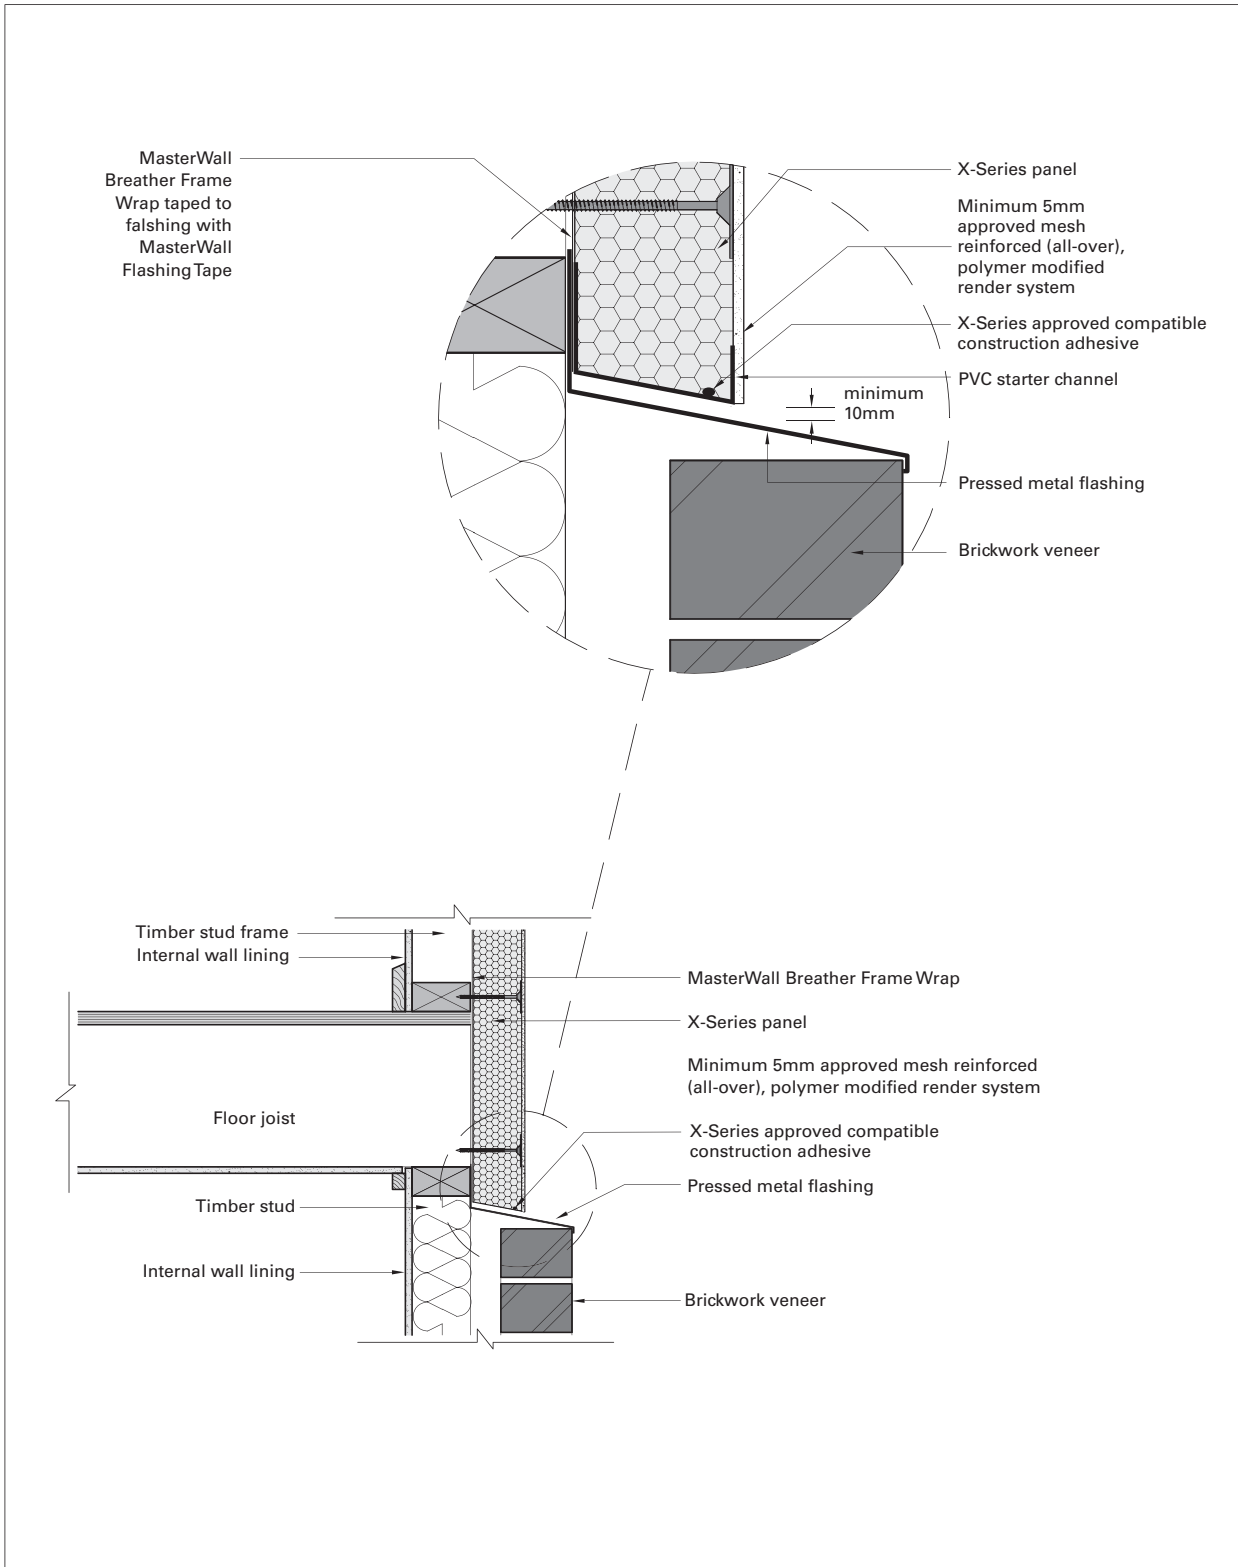 MasterWall
Breather Frame
Wrap taped to
falshing with
MasterWall
Flashing Tape
X-Series panel
Minimum 5mm
approved mesh
reinforced (all-over),
polymer modified
render system
X-Series approved compatible
construction adhesive
PVC starter channel
minimum
10mm
Pressed metal flashing
Brickwork veneer
Timber stud frame
Internal wall lining
MasterWall Breather Frame Wrap
X-Series panel
Minimum 5mm approved mesh reinforced
(all-over), polymer modified render system
Floor joist
X-Series approved compatible
construction adhesive
Pressed metal flashing
Timber stud
Internal wall lining
Brickwork veneer